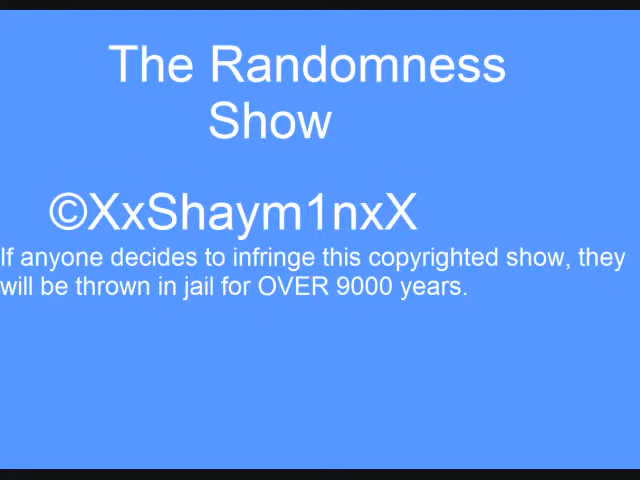 The Randomness
Show
©XxShaym1nxX
If anyone decides to infringe this copyrighted show, they
will be thrown in jail for OVER 9000 years.